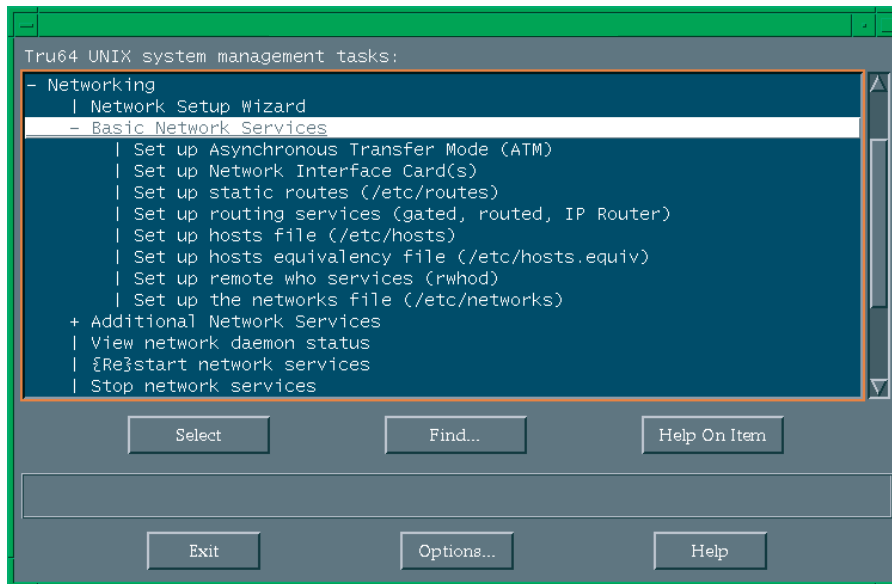 Tru64 UNIX system management tasks:
- Networking
| Network Setup Wizard
- Basic Network Services
| Set up Asynchronous Transfer Mode (ATM)
| Set up Network Interface Card(s)
| Set up static routes (/etc/routes)
| Set up routing services (gated, routed, IP Router)
| Set up hosts file (/etc/hosts)
| Set up hosts equivalency file (/etc/hosts.equiv)
| Set up remote who services (rwhod)
| Set up the networks file (/etc/networks)
+ Additional Network Services
| View network daemon status
| {Re}start network services
| Stop network services
Select Find... Help On Item
Exit Options... Help